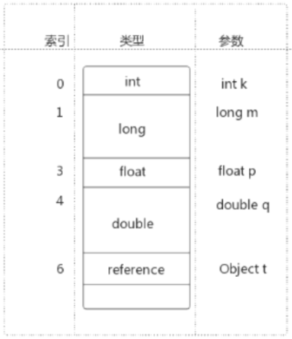 索引 类型 参数
0 int int k
1 long long m
3 float float p
4 double double q
6 reference Object t